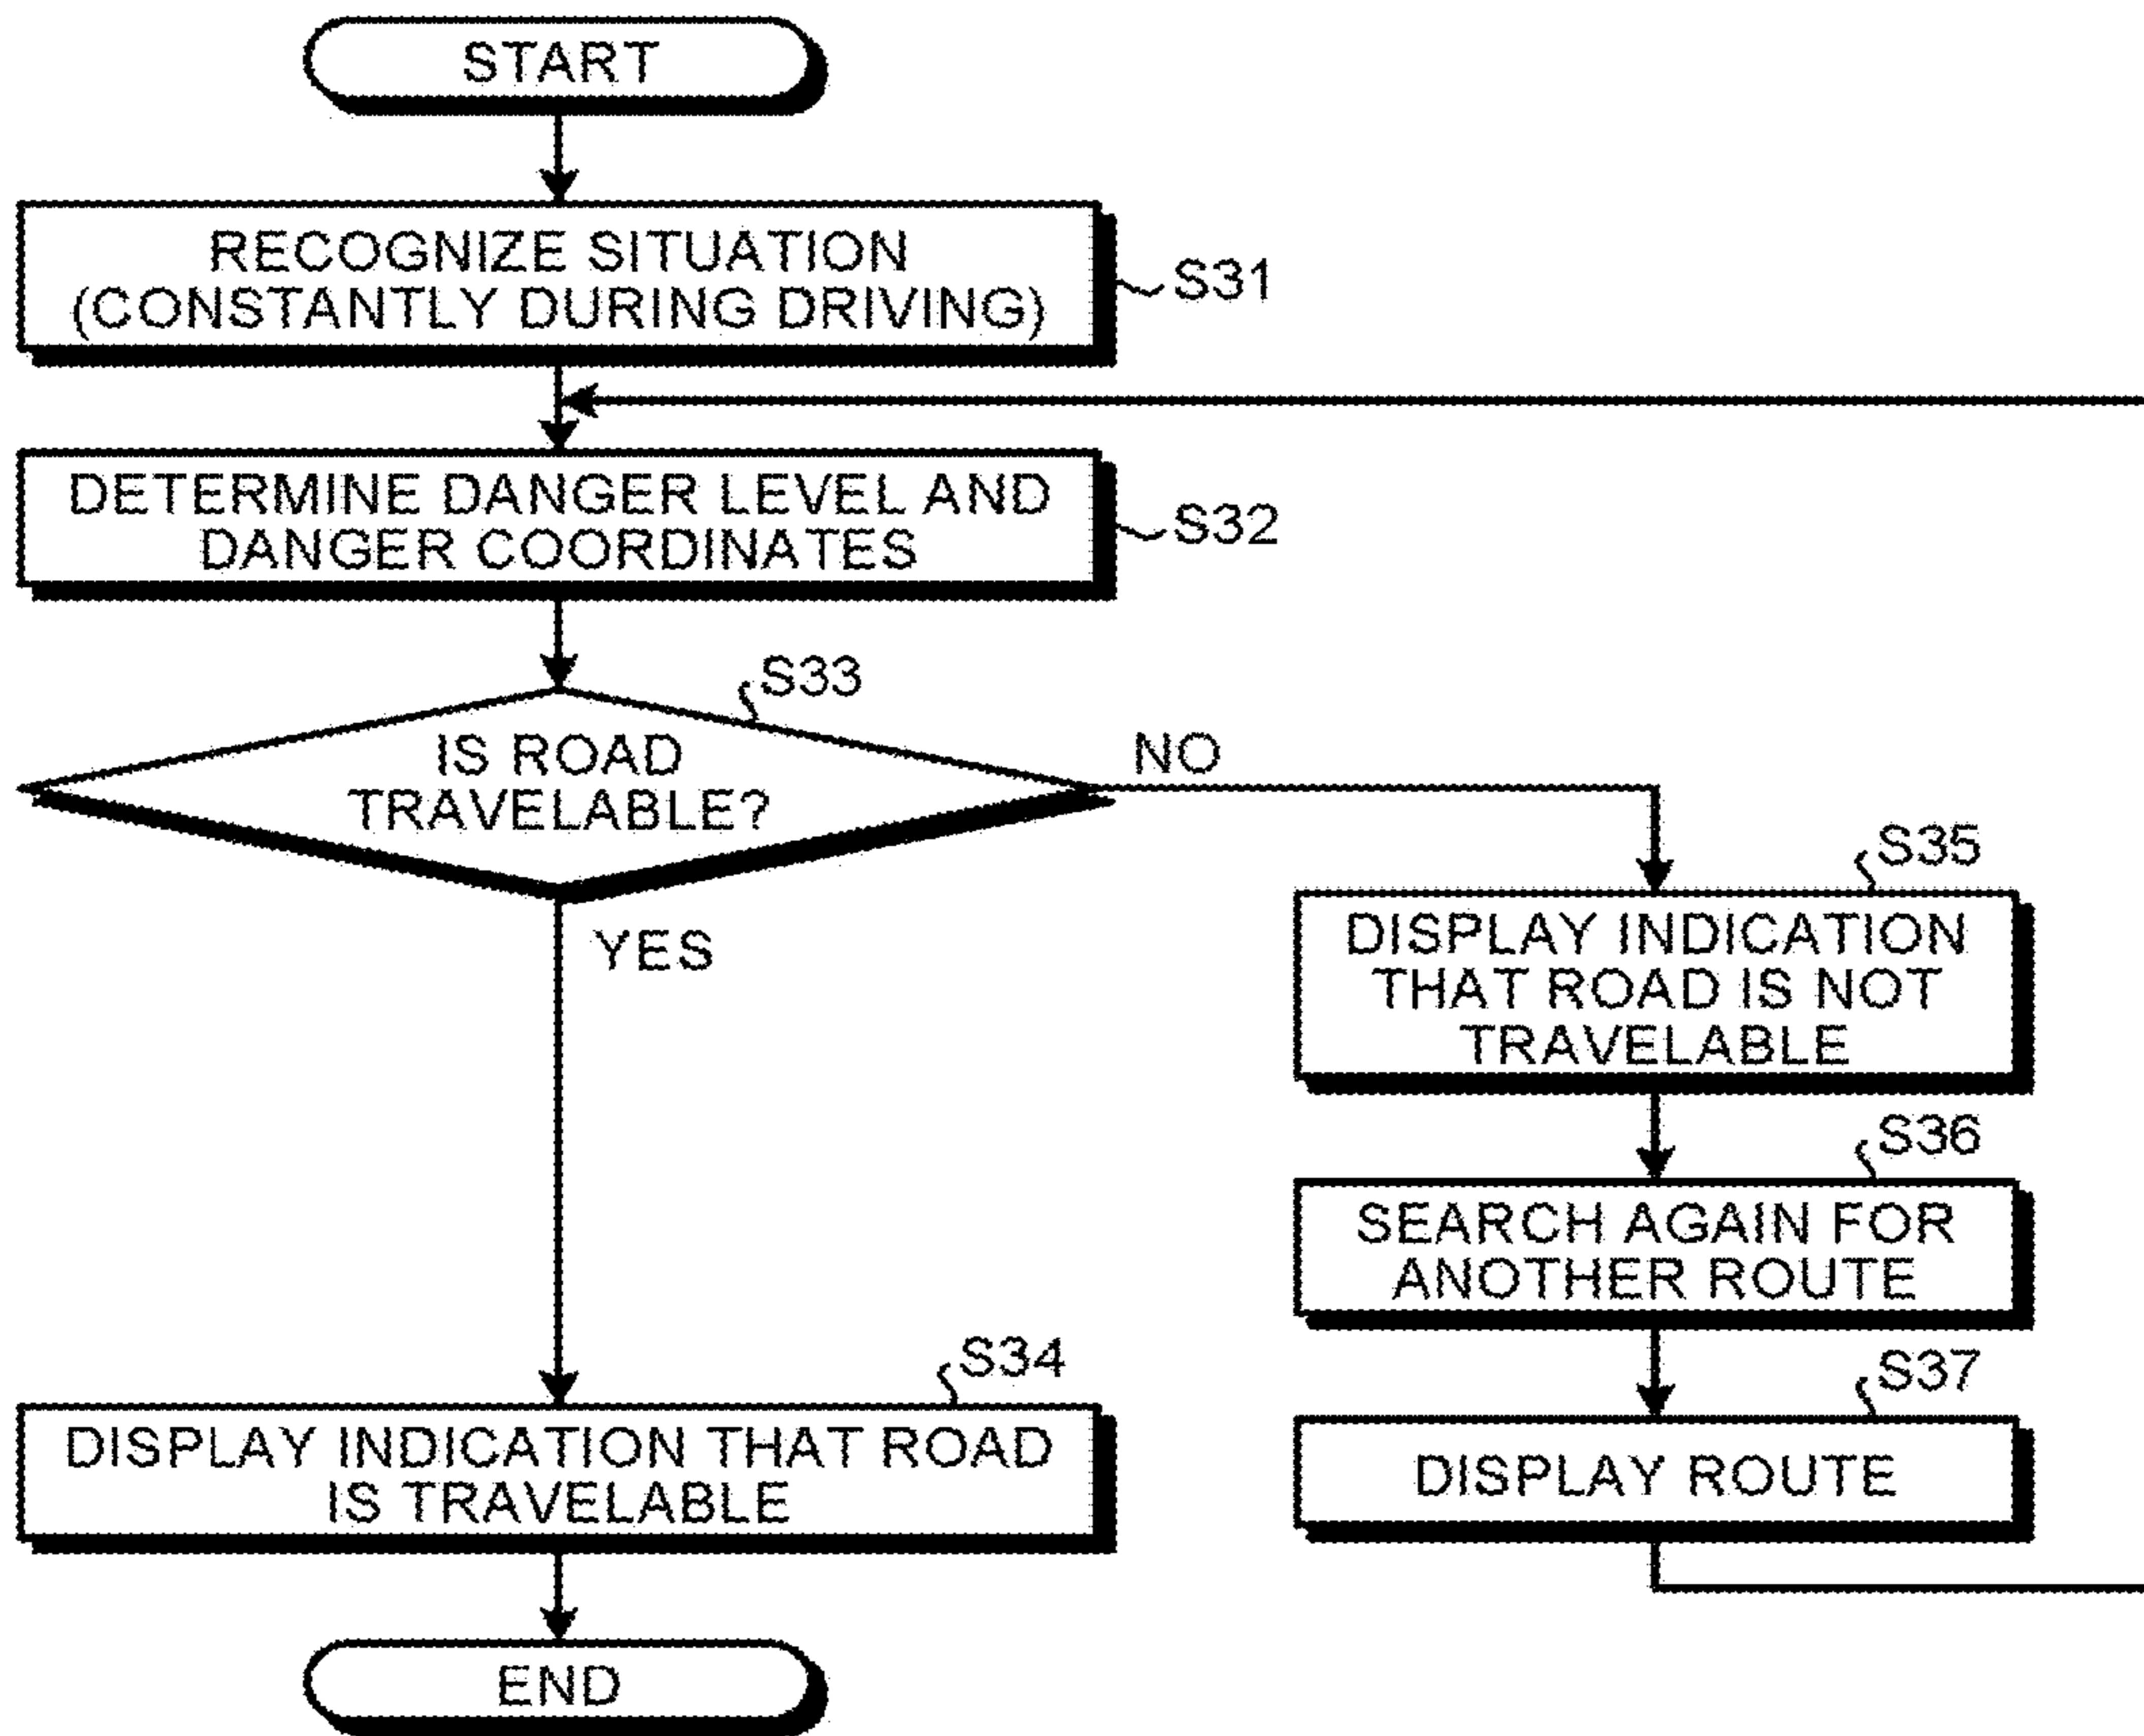 START
RECOGNIZE SITUATION
(CONSTANTLY DURING DRIVING)
S31
DETERMINE DANGER LEVEL AND
DANGER COORDINATES
S32
S33
IS ROAD
TRAVELABLE?
NO
YES
S35
DISPLAY INDICATION
THAT ROAD IS NOT
TRAVELABLE
S36
SEARCH AGAIN FOR
ANOTHER ROUTE
S37
DISPLAY ROUTE
S34
DISPLAY INDICATION THAT ROAD
IS TRAVELABLE
END